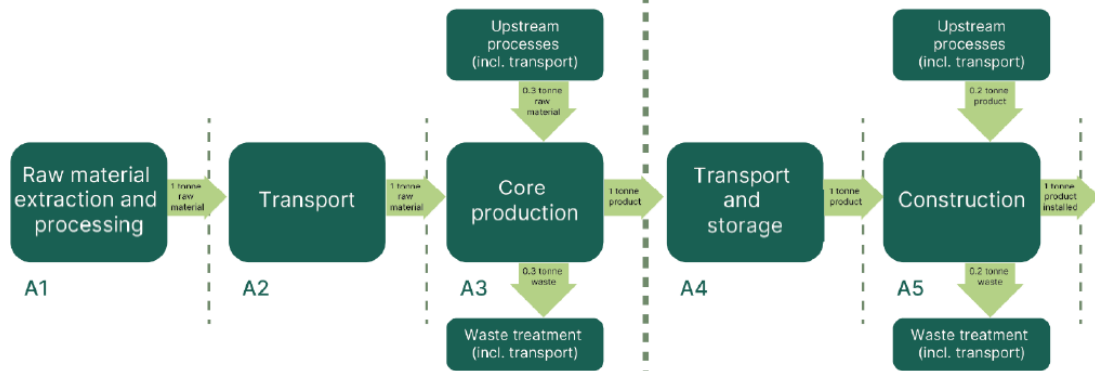 Upstream
processes
(incl. transport)
0.3 tonne
raw
material
Upstream
processes
(incl. transport)
0.2 tonne
product
Raw material
extraction and
processing
1 tonne
raw
material
Transport
1 tonne
raw
material
Core
production
1 tonne
product
Transport
and
storage
1 tonne
product
Construction
1 tonne
product
installed
A1
A2
A3
A4
A5
0.3 tonne
waste
0.2 tonne
waste
Waste treatment
(incl. transport)
Waste treatment
(incl. transport)